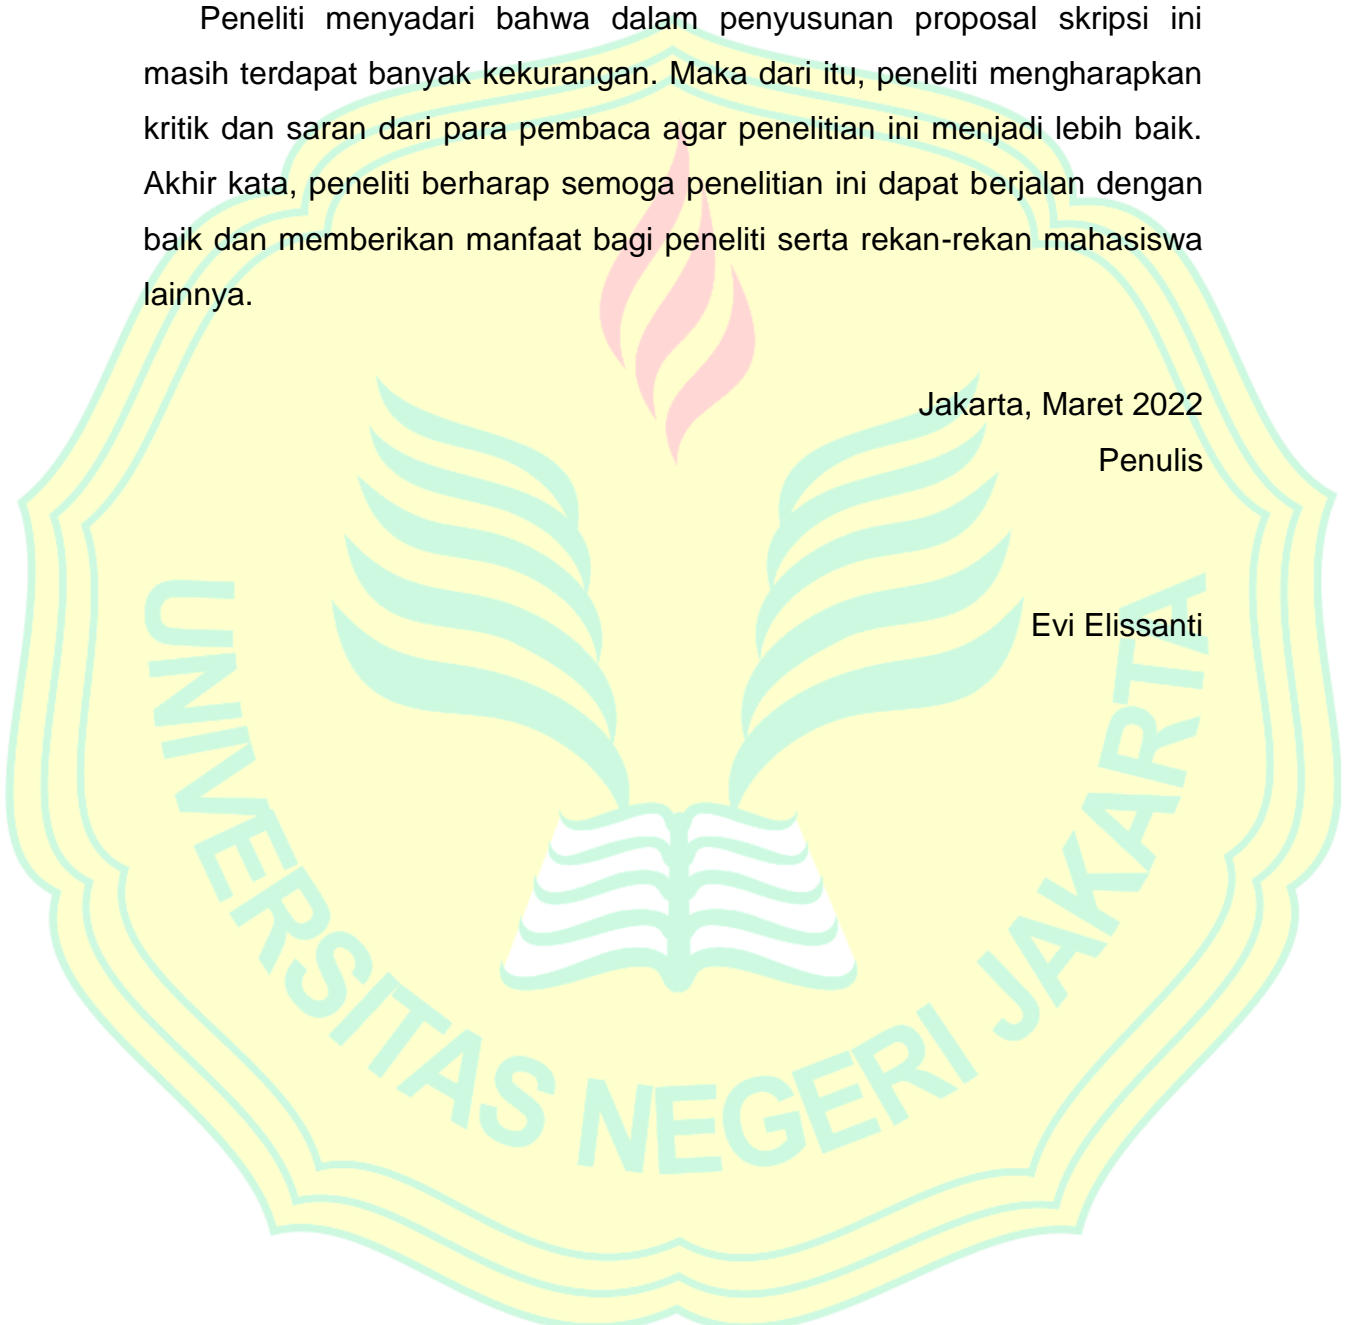 Peneliti menyadari bahwa dalam penyusunan proposal skripsi ini
masih terdapat banyak kekurangan. Maka dari itu, peneliti mengharapkan
kritik dan saran dari para pembaca agar penelitian ini menjadi lebih baik.
Akhir kata, peneliti berharap semoga penelitian ini dapat berjalan dengan
baik dan memberikan manfaat bagi peneliti serta rekan-rekan mahasiswa
lainnya.
Jakarta, Maret 2022
Penulis
Evi Elissanti
UNIVERSITAS NEGERI JAKARTA